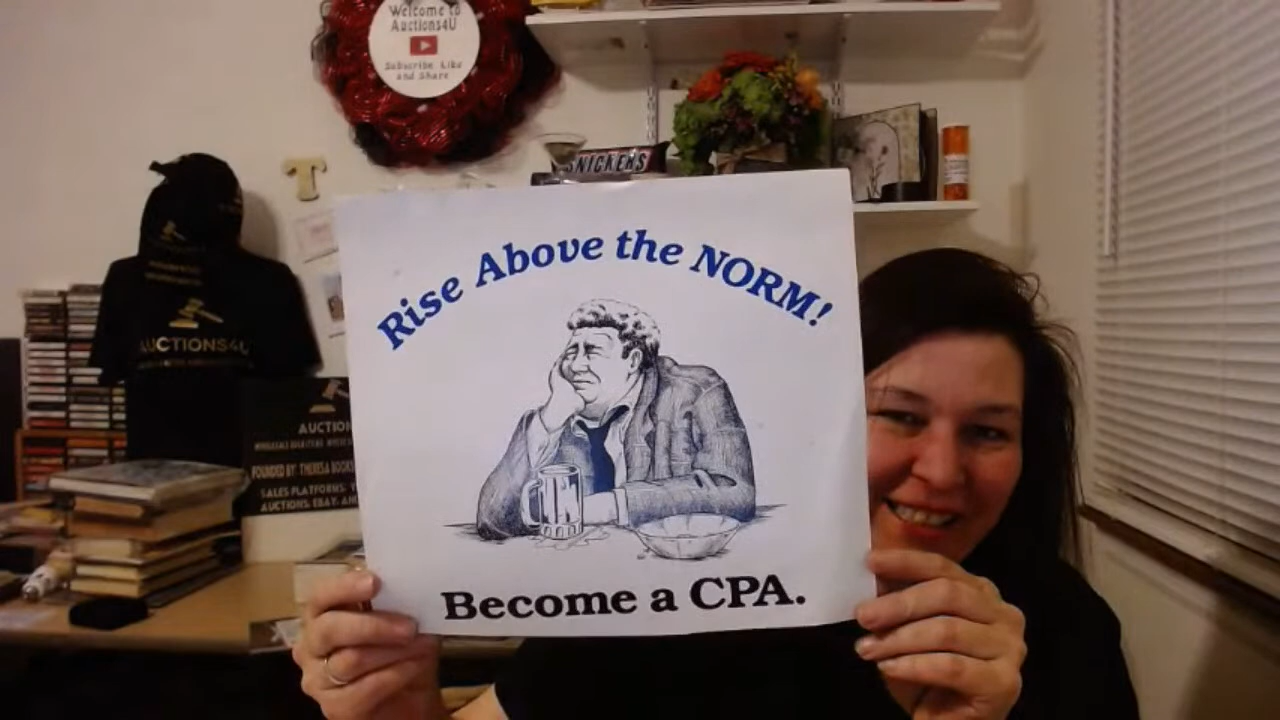 Welcome to
Auctions4U
Subscribe Like
and Share
SNICKERS
Rise Above the NORM!
AUCTIONS4U
AUCTION
FOUNDED BY: THERESA BOOKS
SALES PLATFORMS:
AUCTIONS: EBAY:
T
Become a CPA.